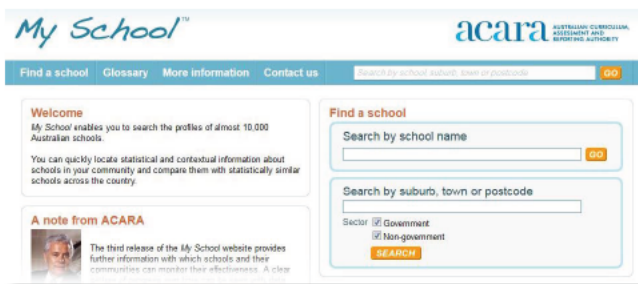 My School™
acara AUSTRALIAN CURRICULUM,
ASSESSMENT AND
REPORTING AUTHORITY
Find a school Glossary More information Contact us Search by school, suburb, town or postcode GO
Welcome
My School enables you to search the profiles of almost 10,000
Australian schools.
You can quickly locate statistical and contextual information about
schools in your community and compare them with statistically similar
schools across the country.
A note from ACARA
The third release of the My School website provides
further information with which schools and their
communities can monitor their effectiveness. A clear
Find a school
Search by school name
GO
Search by suburb, town or postcode
Sector Government
Non-government
SEARCH